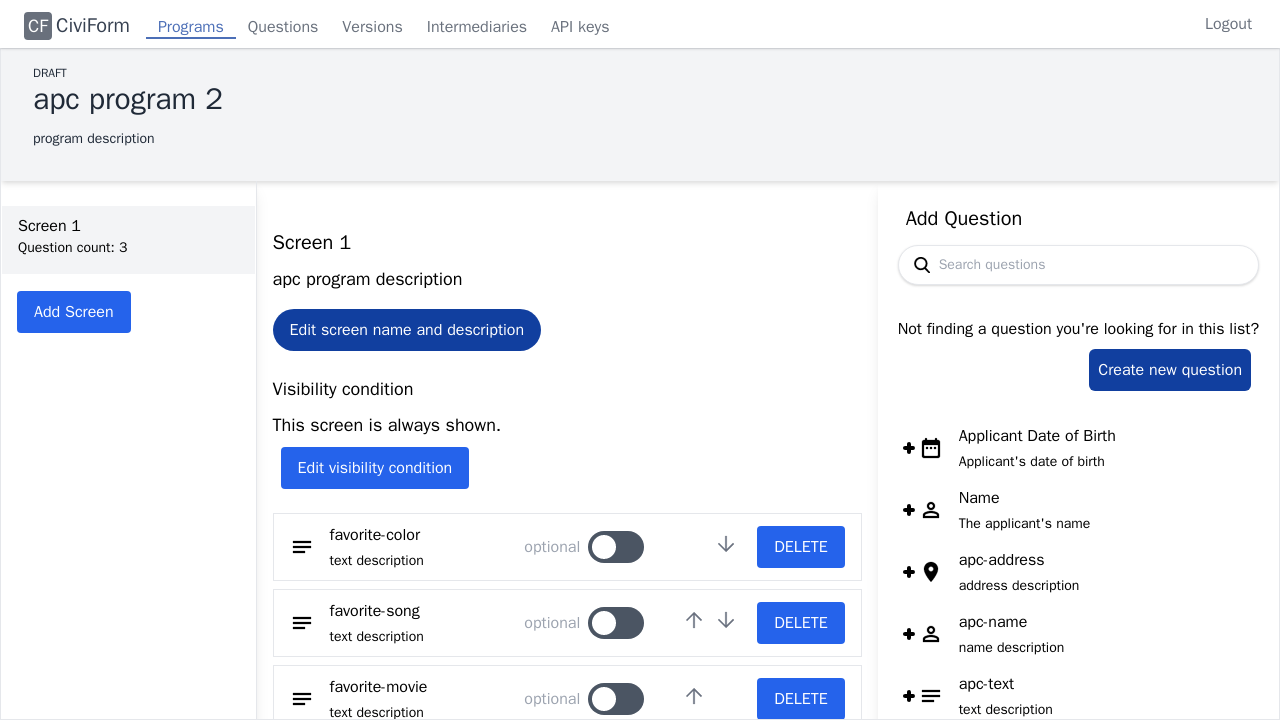 CF CiviForm Programs Questions Versions Intermediaries API keys Logout
DRAFT
apc program 2
program description
Screen 1
Question count: 3
Add Screen
Screen 1
apc program description
Edit screen name and description
Visibility condition
This screen is always shown.
Edit visibility condition
favorite-color
text description
optional
DELETE
favorite-song
text description
optional
DELETE
favorite-movie
text description
optional
DELETE
Add Question
Search questions
Not finding a question you're looking for in this list?
Create new question
Applicant Date of Birth
Applicant's date of birth
Name
The applicant's name
apc-address
address description
apc-name
name description
apc-text
text description